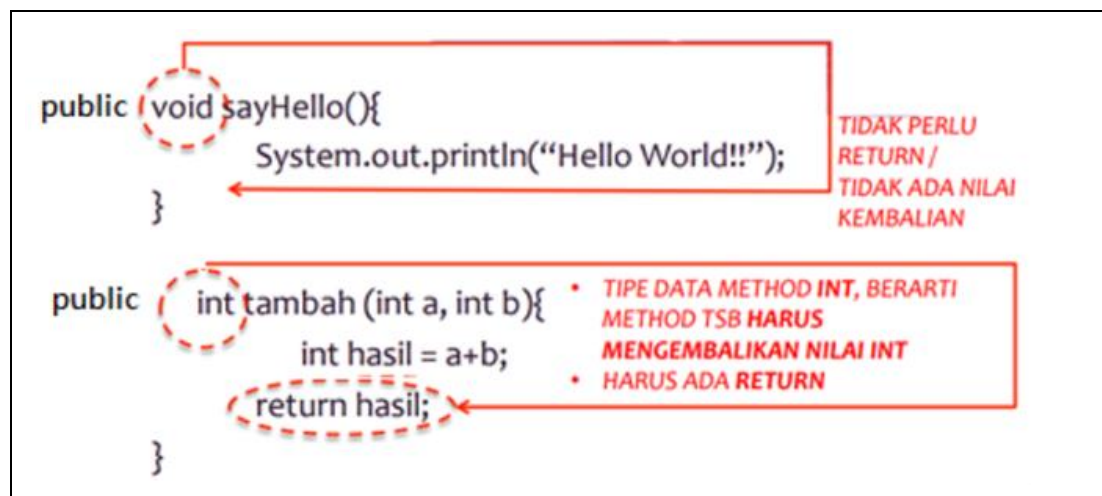 public void sayHello(){
System.out.println(“Hello World!!”);
}
TIDAK PERLU
RETURN /
TIDAK ADA NILAI
KEMBALIAN
public int tambah (int a, int b){
int hasil = a+b;
return hasil;
}
• TIPE DATA METHOD INT, BERARTI
METHOD TSB HARUS
MENGEMBALIKAN NILAI INT
• HARUS ADA RETURN